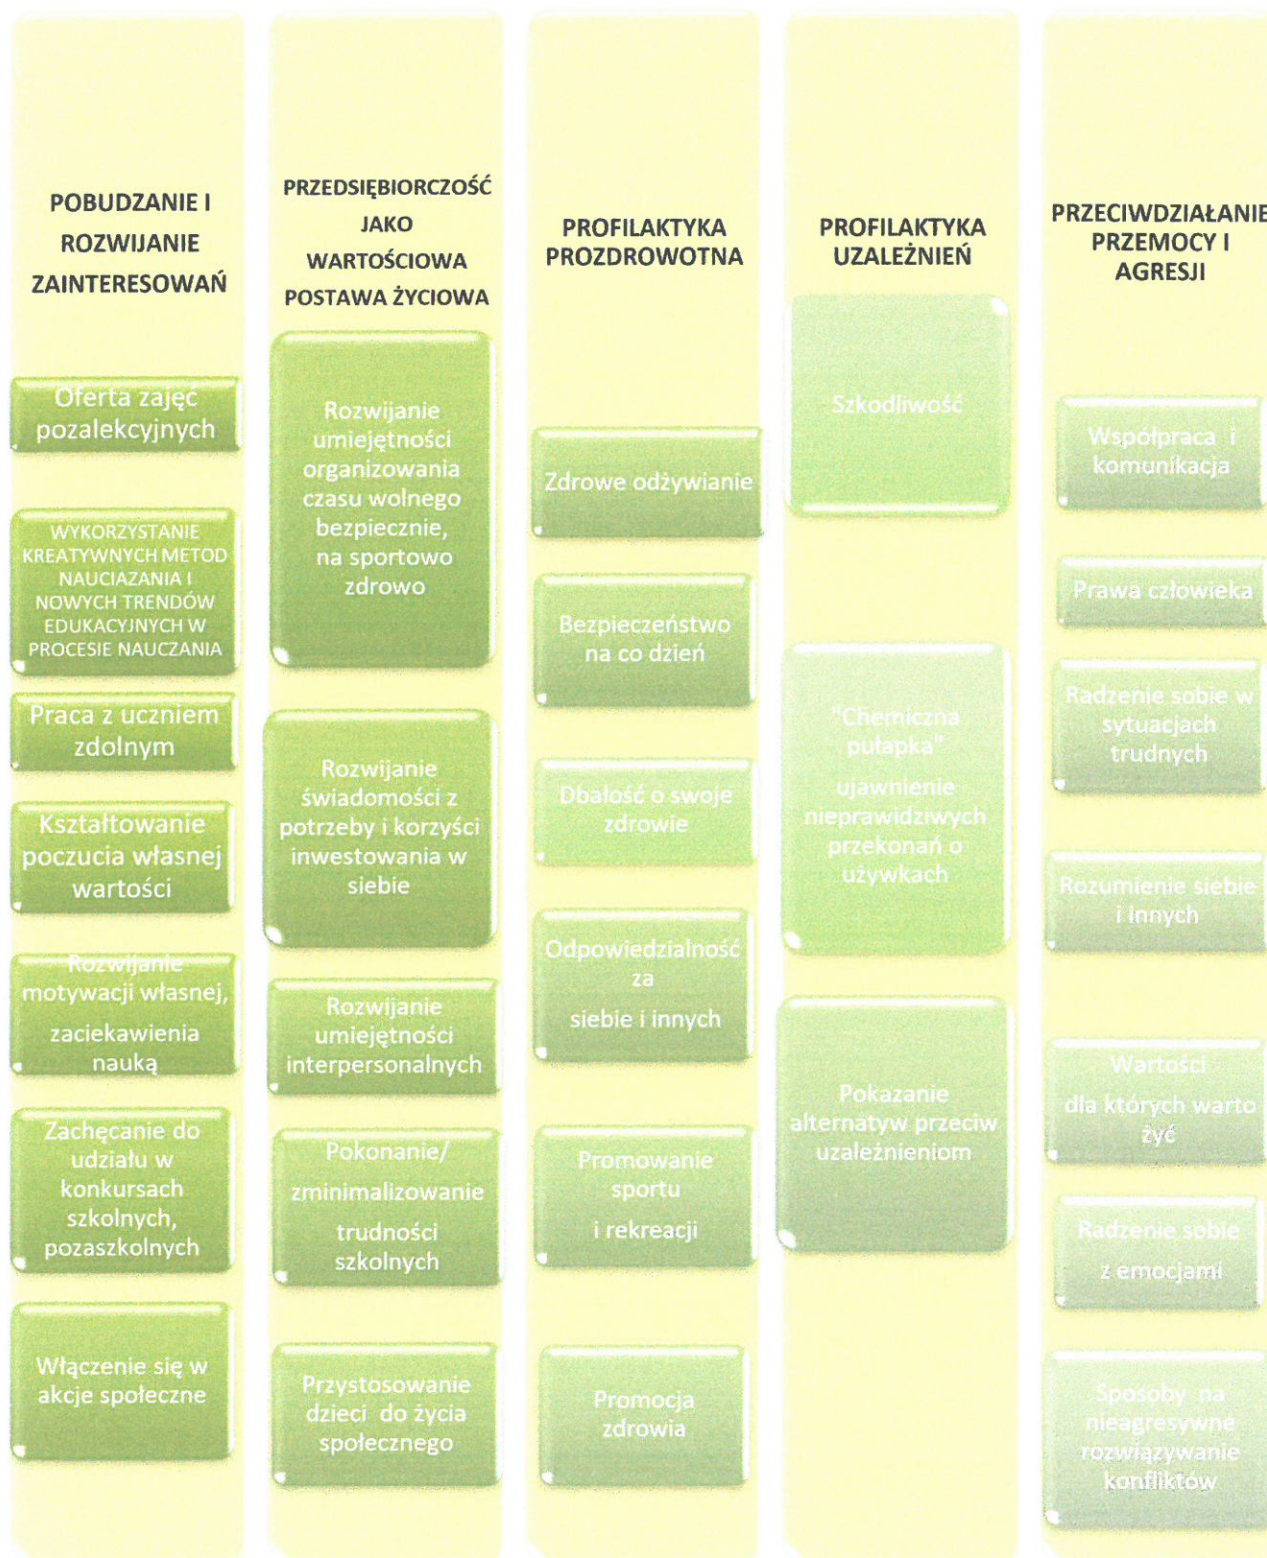 POBUDZANIE I
ROZWIJANIE
ZAINTERESOWAŃ
Oferta zajęć
pozalekcyjnych
WYKORZYSTANIE
KREATYWNYCH METOD
NAUCIAZANIA I
NOWYCH TRENDÓW
EDUKACYJNYCH W
PROCESIE NAUCZANIA
Praca z uczniem
zdolnym
Kształtowanie
poczucia własnej
wartości
Rozwijanie
motywacji własnej,
zaciekawienia
nauką
Zachęcanie do
udziału w
konkursach
szkolnych,
pozaszkolnych
Włączenie się w
akcje społeczne
PRZEDSIĘBIORCZOŚĆ
JAKO
WARTOŚCIOWA
POSTAWA ŻYCIOWA
Rozwijanie
umiejętności
organizowania
czasu wolnego
bezpiecznie,
na sportowo
zdrowo
Rozwijanie
świadomości z
potrzeby i korzyści
inwestowania w
siebie
Rozwijanie
umiejętności
interpersonalnych
Pokonanie/
zminimalizowanie
trudności
szkolnych
Przystosowanie
dzieci do życia
społecznego
PROFILAKTYKA
PROZDROWOTNA
Zdrowe odżywianie
Bezpieczeństwo
na co dzień
Dbałość o swoje
zdrowie
Odpowiedzialność
za
siebie i innych
Promowanie
sportu
i rekreacji
Promocja
zdrowia
PROFILAKTYKA
UZALEŻNIEŃ
Szkodliwość
"Chemiczna
pułapka"
ujawnienie
nieprawidziwych
przekonań o
używkach
Pokazanie
alternatyw przeciw
uzależnieniom
PRZECIWDZIAŁANIE
PRZEMOCY I
AGRESJI
Współpraca i
komunikacja
Prawa człowieka
Radzenie sobie w
sytuacjach
trudnych
Rozumienie siebie
i innych
Wartości
dla których warto
żyć
Radzenie sobie
z emocjami
Sposoby na
nieagresywne
rozwiązywanie
konfliktów